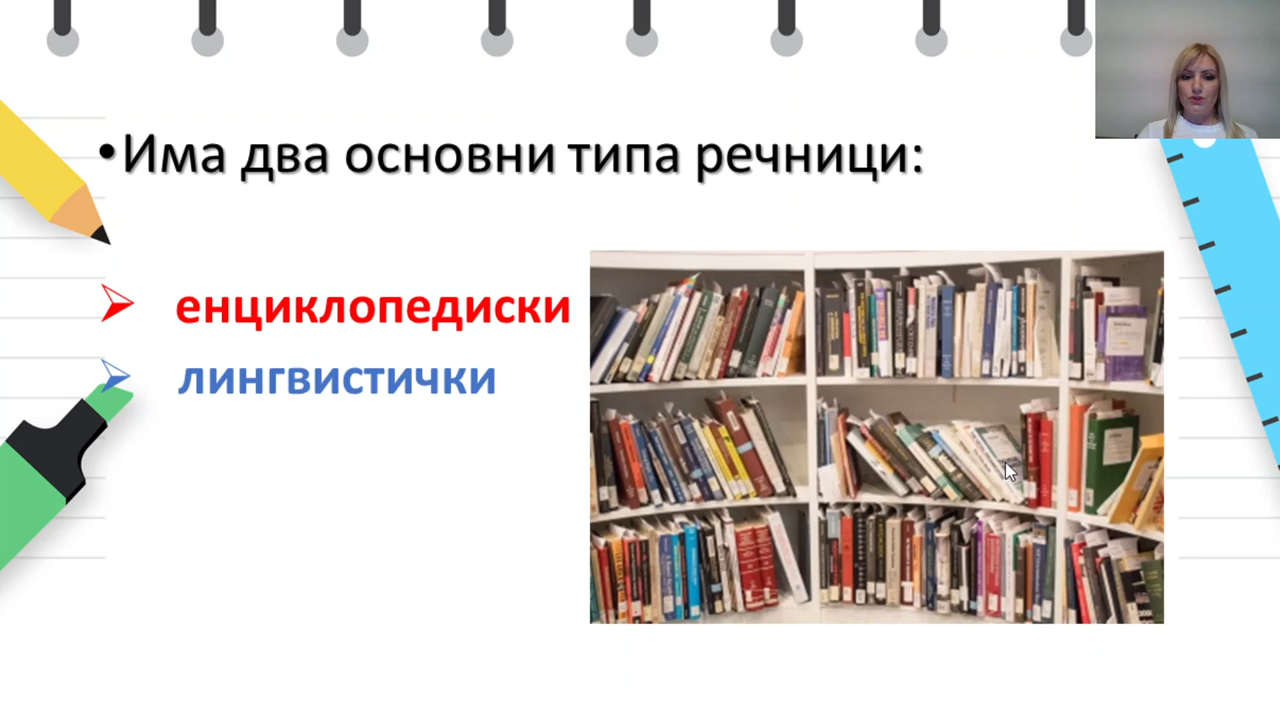 •Има два основни типа речници:
енциклопедиски
лингвистички